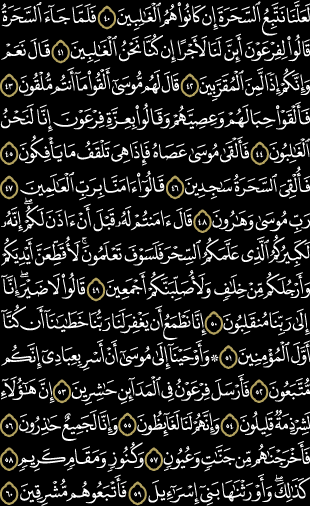 لَعَلَّنَا نَتَّبِعُ ٱلسَّحَرَةَ إِن كَانُواْ هُمُ ٱلۡغَٰلِبِينَ ٤٠ فَلَمَّا جَآءَ ٱلسَّحَرَةُ
قَالُواْ لِفِرۡعَوۡنَ أَئِنَّ لَنَا لَأَجۡرًا إِن كُنَّا نَحۡنُ ٱلۡغَٰلِبِينَ ٤١ قَالَ نَعَمۡ
وَإِنَّكُمۡ إِذٗا لَّمِنَ ٱلۡمُقَرَّبِينَ ٤٢ قَالَ لَهُم مُّوسَىٰٓ أَلۡقُواْ مَآ أَنتُم مُّلۡقُونَ ٤٣
فَأَلۡقَوۡاْ حِبَالَهُمۡ وَعِصِيَّهُمۡ وَقَالُواْ بِعِزَّةِ فِرۡعَوۡنَ إِنَّا لَنَحۡنُ
ٱلۡغَٰلِبُونَ ٤٤ فَأَلۡقَىٰ مُوسَىٰ عَصَاهُ فَإِذَا هِيَ تَلۡقَفُ مَا يَأۡفِكُونَ ٤٥
فَأُلۡقِيَ ٱلسَّحَرَةُ سَٰجِدِينَ ٤٦ قَالُوٓاْ ءَامَنَّا بِرَبِّ ٱلۡعَٰلَمِينَ ٤٧
رَبِّ مُوسَىٰ وَهَٰرُونَ ٤٨ قَالَ ءَامَنتُمۡ لَهُۥ قَبۡلَ أَنۡ ءَاذَنَ لَكُمۡۖ إِنَّهُۥ
لَكَبِيرُكُمُ ٱلَّذِي عَلَّمَكُمُ ٱلسِّحۡرَ فَلَسَوۡفَ تَعۡلَمُونَۚ لَأُقَطِّعَنَّ أَيۡدِيَكُمۡ
وَأَرۡجُلَكُم مِّنۡ خِلَٰفٖ وَلَأُصَلِّبَنَّكُمۡ أَجۡمَعِينَ ٤٩ قَالُواْ لَا ضَيۡرَۖ إِنَّآ
إِلَىٰ رَبِّنَا مُنقَلِبُونَ ٥٠ إِنَّا نَطۡمَعُ أَن يَغۡفِرَ لَنَا رَبُّنَا خَطَٰيَٰنَآ أَن كُنَّآ
أَوَّلَ ٱلۡمُؤۡمِنِينَ ٥١ ۞ وَأَوۡحَيۡنَآ إِلَىٰ مُوسَىٰٓ أَنۡ أَسۡرِ بِعِبَادِيٓ إِنَّكُم
مُّتَّبَعُونَ ٥٢ فَأَرۡسَلَ فِرۡعَوۡنُ فِي ٱلۡمَدَآئِنِ حَٰشِرِينَ ٥٣ إِنَّ هَٰٓؤُلَآءِ
لَشِرۡذِمَةٞ قَلِيلُونَ ٥٤ وَإِنَّهُمۡ لَنَا لَغَآئِظُونَ ٥٥ وَإِنَّا لَجَمِيعٌ حَٰذِرُونَ ٥٦
فَأَخۡرَجۡنَٰهُم مِّن جَنَّٰتٖ وَعُيُونٖ ٥٧ وَكُنُوزٖ وَمَقَامٖ كَرِيمٖ ٥٨
كَذَٰلِكَۖ وَأَوۡرَثۡنَٰهَا بَنِيٓ إِسۡرَٰٓءِيلَ ٥٩ فَأَتۡبَعُوهُم مُّشۡرِقِينَ ٦٠